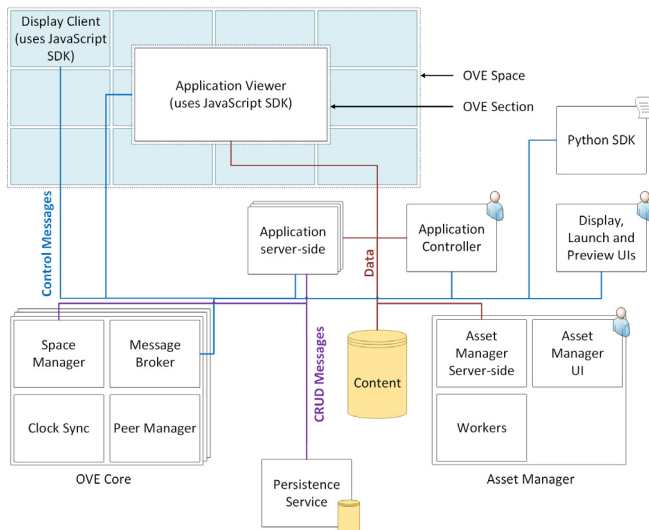 Display Client
(uses JavaScript
SDK)
Application Viewer
(uses JavaScript SDK)
OVE Space
OVE Section
Python SDK
Control Messages
Application
server-side
Data
Application
Controller
Display,
Launch and
Preview UIs
Space
Manager
Message
Broker
Clock Sync
Peer Manager
OVE Core
CRUD Messages
Content
Asset
Manager
Server-side
Asset
Manager
UI
Workers
Asset Manager
Persistence
Service